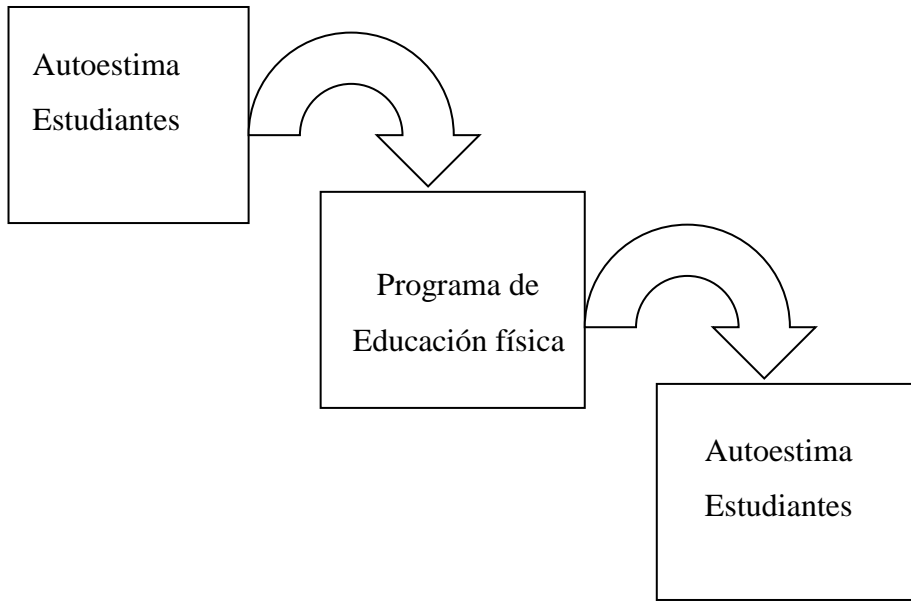 Autoestima
Estudiantes
Programa de
Educación física
Autoestima
Estudiantes